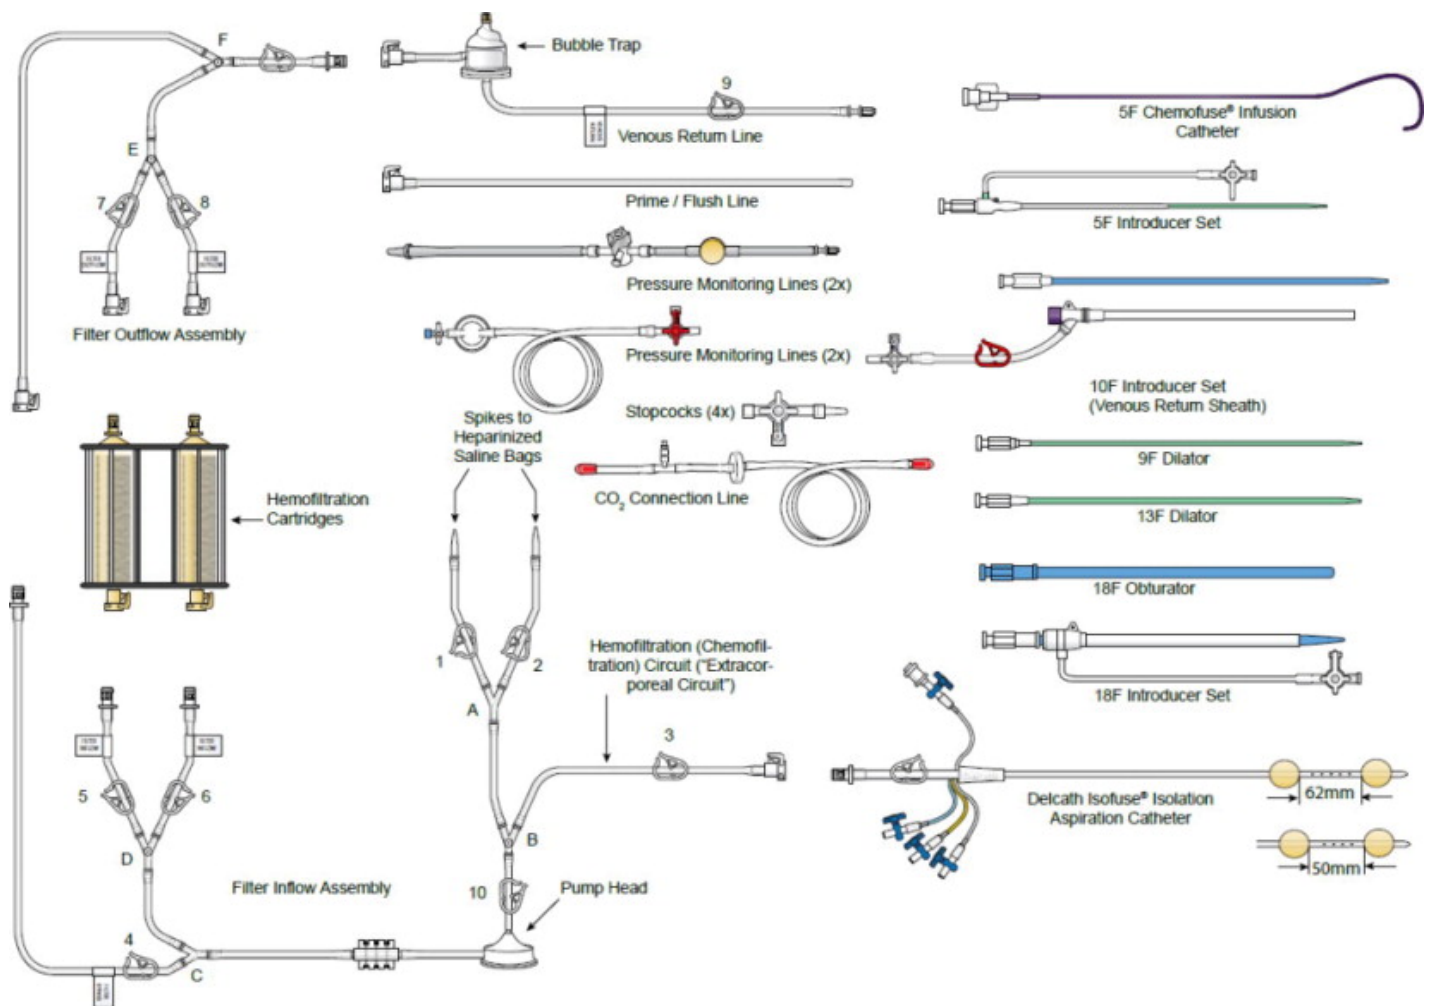 F
Bubble Trap
9
Venous Return Line
5F Chemofuse® Infusion
Catheter
E
7
8
Prime / Flush Line
5F Introducer Set
Filter Outflow Assembly
Pressure Monitoring Lines (2x)
Pressure Monitoring Lines (2x)
10F Introducer Set
(Venous Return Sheath)
Stopcocks (4x)
Spikes to
Heparinized
Saline Bags
9F Dilator
Hemofiltration
Cartridges
CO₂ Connection Line
13F Dilator
18F Obturator
1
2
Hemofiltration (Chemofil-
tration) Circuit ("Extracor-
poreal Circuit")
A
3
18F Introducer Set
5
6
B
D
62mm
Delcath Isofuse® Isolation
Aspiration Catheter
50mm
Filter Inflow Assembly
10
Pump Head
4
C